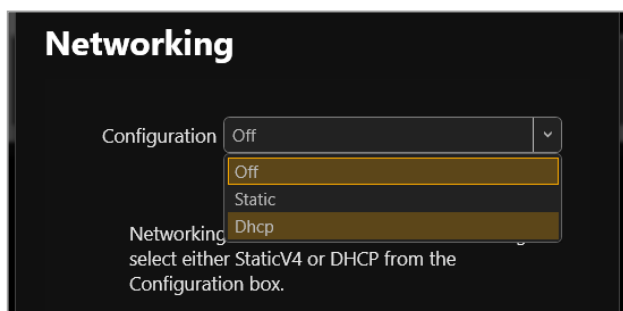 Networking
Configuration Off
Off
Static
Dhcp
Networking
select either StaticV4 or DHCP from the
Configuration box.